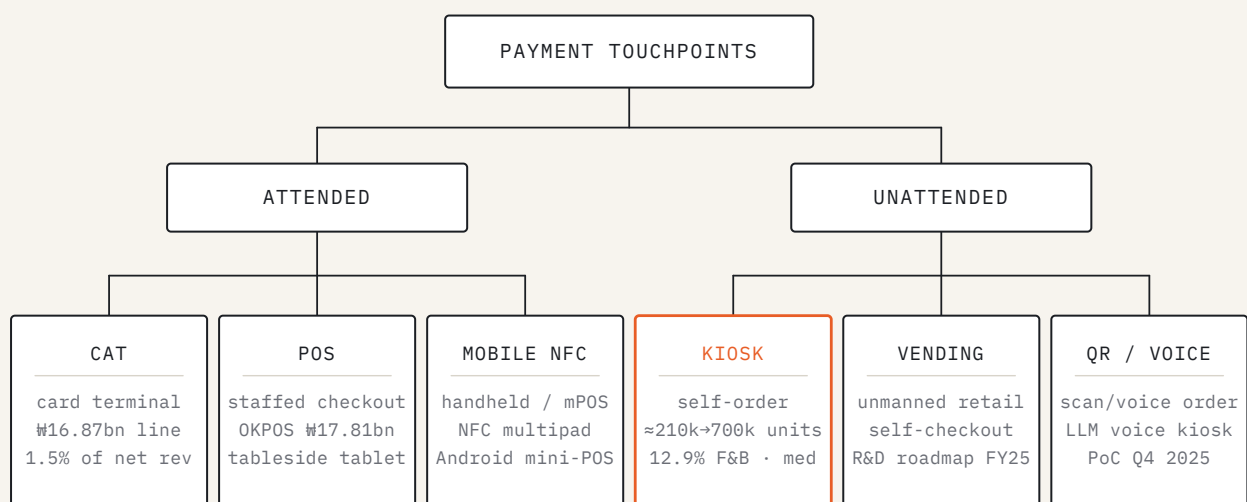 PAYMENT TOUCHPOINTS
ATTENDED
UNATTENDED
CAT
card terminal
₩16.87bn line
1.5% of net rev
POS
staffed checkout
OKPOS ₩17.81bn
tableside tablet
MOBILE NFC
handheld / mPOS
NFC multipad
Android mini-POS
KIOSK
self-order
≈210k→700k units
12.9% F&B · med
VENDING
unmanned retail
self-checkout
R&D roadmap FY25
QR / VOICE
scan/voice order
LLM voice kiosk
PoC Q4 2025